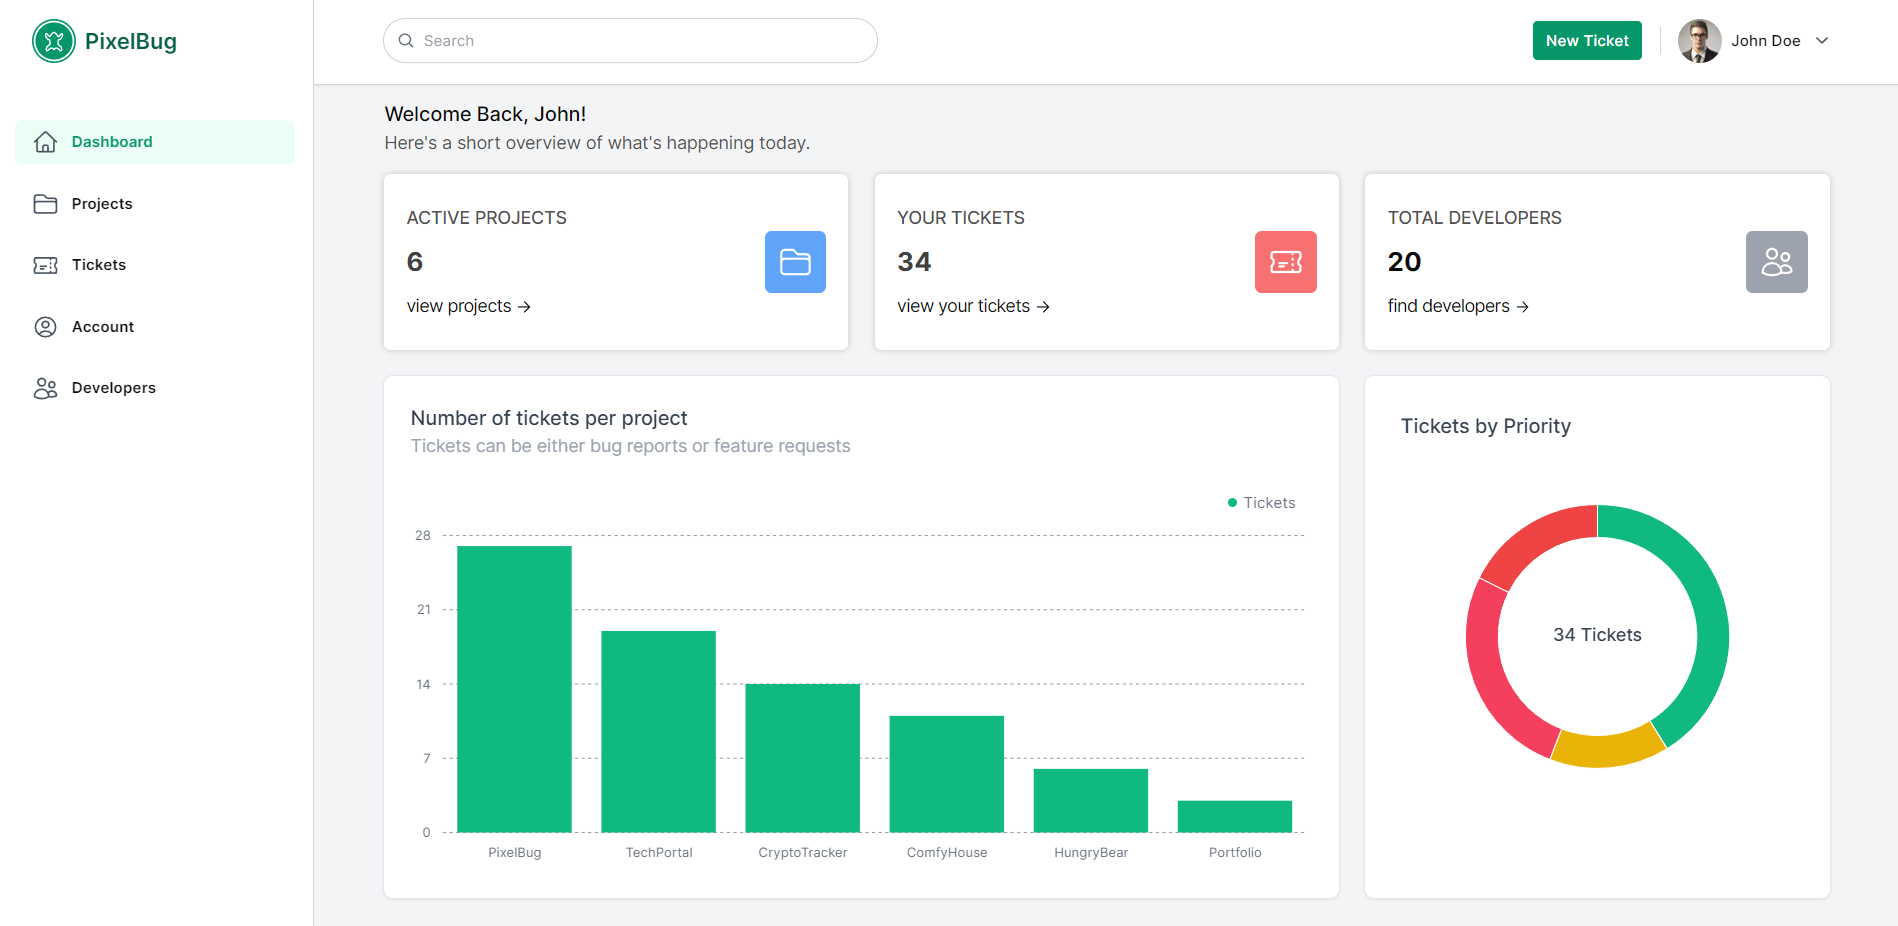 PixelBug
Search
New Ticket
John Doe
Dashboard
Projects
Tickets
Account
Developers
Welcome Back, John!
Here's a short overview of what's happening today.
ACTIVE PROJECTS
6
view projects →
YOUR TICKETS
34
view your tickets →
TOTAL DEVELOPERS
20
find developers →
Number of tickets per project
Tickets can be either bug reports or feature requests
Tickets
28
21
14
7
0
PixelBug
TechPortal
CryptoTracker
ComfyHouse
HungryBear
Portfolio
Tickets by Priority
34 Tickets